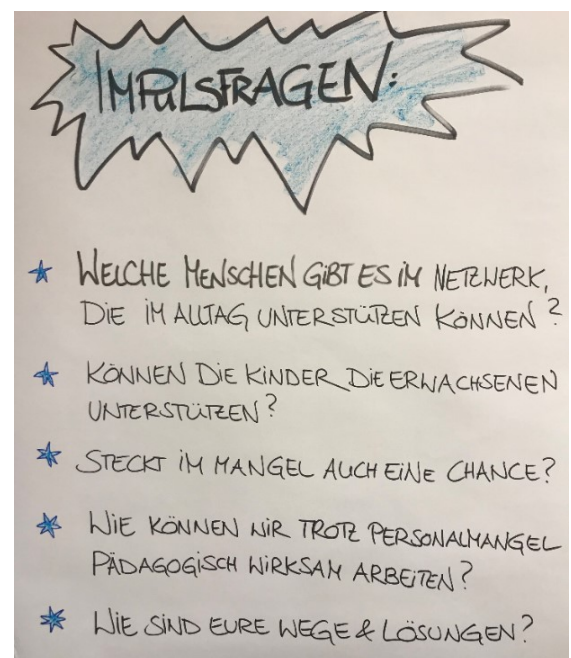 IMPULSFRAGEN:
WELCHE MENSCHEN GIBT ES IM NETZWERK,
DIE IM ALLTAG UNTERSTÜTZEN KÖNNEN?
KÖNNEN DIE KINDER DIE ERWACHSENEN
UNTERSTÜTZEN?
STECKT IM MANGEL AUCH EINE CHANCE?
WIE KÖNNEN WIR TROTZ PERSONALMANGEL
PÄDAGOGISCH WIRKSAM ARBEITEN?
WIE SIND EURE WEGE & LÖSUNGEN?